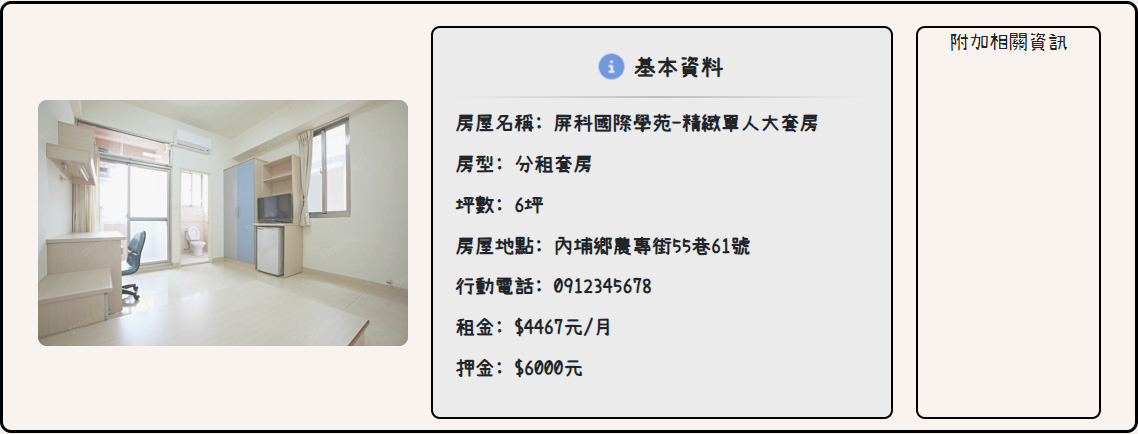 基本資料
房屋名稱: 屏科國際學苑-精緻單人大套房
房型: 分租套房
坪數: 6坪
房屋地點: 內埔鄉農專街55巷61號
行動電話: 0912345678
租金: $4467元/月
押金: $6000元
附加相關資訊